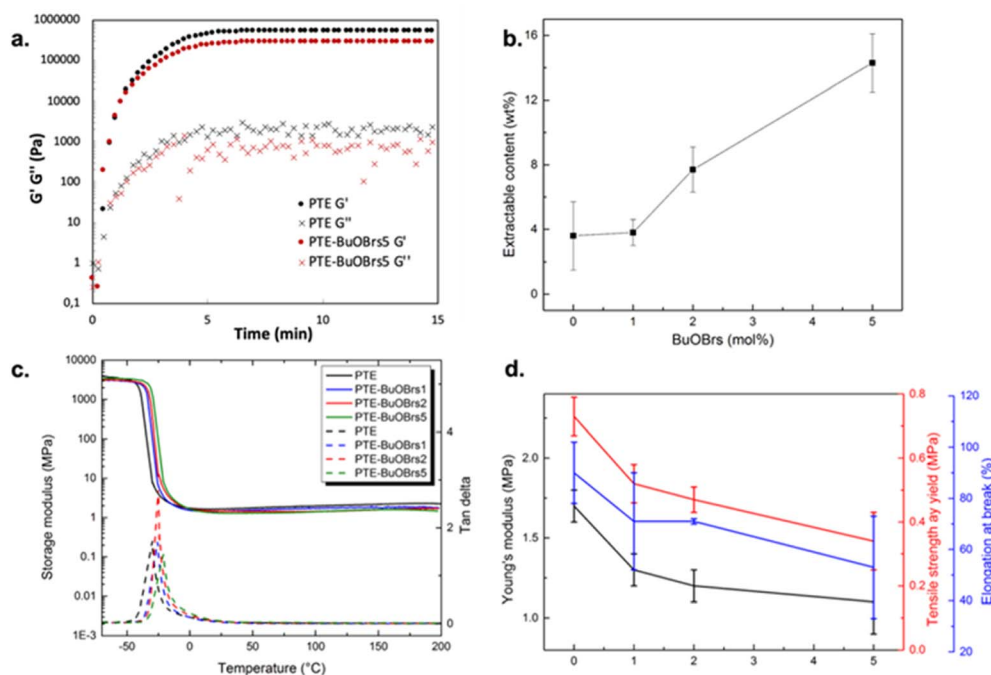 a.
G' G'' (Pa)
1000000
100000
10000
1000
100
10
1
0,1
0
5
10
15
Time (min)
PTE G'
PTE G''
PTE-BuOBrs5 G'
PTE-BuOBrs5 G''
b.
Extractable content (wt%)
16
12
8
4
0
0
1
2
3
4
5
BuOBrs (mol%)
c.
Storage modulus (MPa)
10000
1000
100
10
1
0.1
0.01
1E-3
-50
0
50
100
150
200
Temperature (°C)
Tan delta
4
2
0
PTE
PTE-BuOBrs1
PTE-BuOBrs2
PTE-BuOBrs5
PTE
PTE-BuOBrs1
PTE-BuOBrs2
PTE-BuOBrs5
d.
Young's modulus (MPa)
2.0
1.5
1.0
0
1
2
3
4
5
BuOBrs (mol%)
Tensile strength ay yield (MPa)
0.8
0.6
0.4
0.2
0.0
Elongation at break (%)
120
100
80
60
40
20